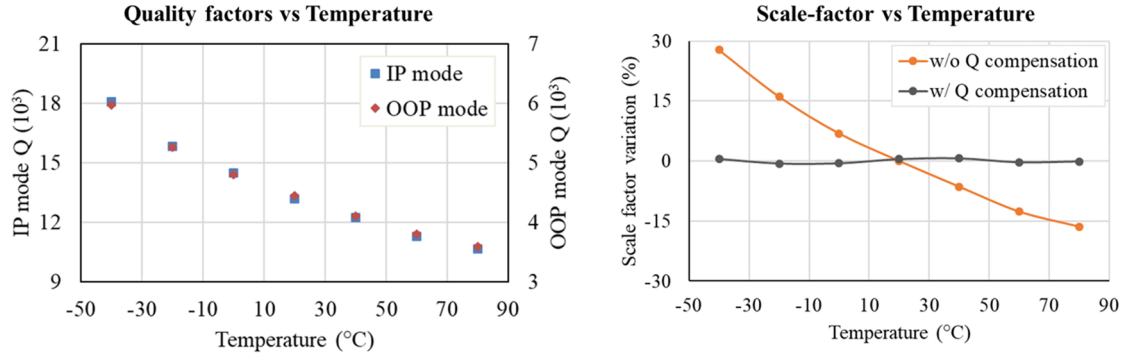 Quality factors vs Temperature
21
18
15
12
9
7
6
5
4
3
IP mode Q (10³)
OOP mode Q (10³)
IP mode
OOP mode
-50 -30 -10 10 30 50 70 90
Temperature (°C)
Scale-factor vs Temperature
30
15
0
-15
-30
Scale factor variation (%)
w/o Q compensation
w/ Q compensation
-50 -30 -10 10 30 50 70 90
Temperature (°C)